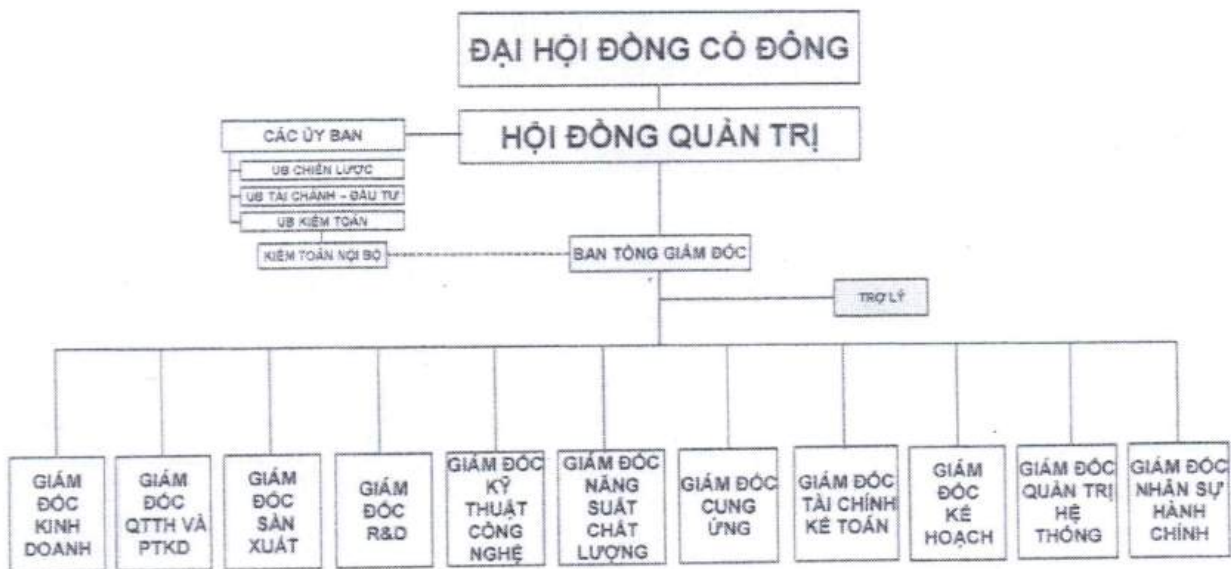 ĐẠI HỘI ĐỒNG CỔ ĐÔNG
HỘI ĐỒNG QUẢN TRỊ
CÁC ỦY BAN
UB CHIẾN LƯỢC
UB TÀI CHÁNH - ĐẦU TƯ
UB KIỂM TOÁN
KIỂM TOÁN NỘI BỘ
BAN TỔNG GIÁM ĐỐC
TRỢ LÝ
GIÁM
ĐỐC
KINH
DOANH
GIÁM
ĐỐC
QTTH VÀ
PTKD
GIÁM
ĐỐC
SẢN
XUẤT
GIÁM
ĐỐC
R&D
GIÁM ĐỐC
KỸ
THUẬT
CÔNG
NGHỆ
GIÁM ĐỐC
NĂNG
SUẤT
CHẤT
LƯỢNG
GIÁM ĐỐC
CUNG
ỨNG
GIÁM ĐỐC
TÀI CHÍNH
KẾ TOÁN
GIÁM
ĐỐC
KẾ
HOẠCH
GIÁM ĐỐC
QUẢN TRỊ
HỆ
THỐNG
GIÁM ĐỐC
NHÂN SỰ
HÀNH
CHÍNH